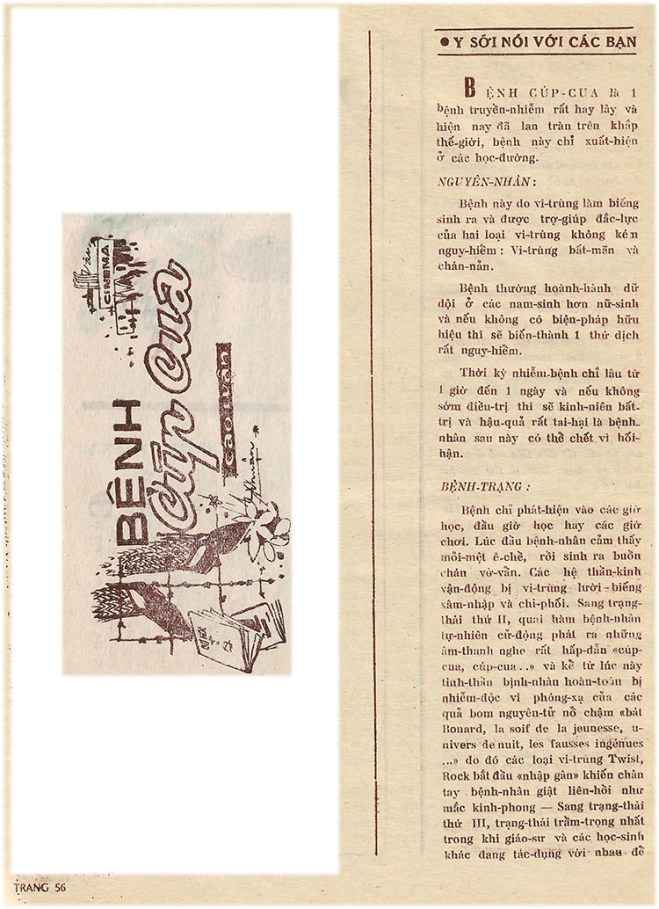 BỆNH
cúp cua
CAO VÂN
CINEMA
● Y SỚI NÓI VỚI CÁC BẠN
BỆNH CÚP-CUA là 1
bệnh truyền-nhiễm rất hay lây và
hiện nay đã lan tràn trên khắp
thế-giới, bệnh này chỉ xuất-hiện
ở các học-đường.
NGUYÊN-NHÂN :
Bệnh này do vi-trùng làm biếng
sinh ra và được trợ-giúp đắc-lực
của hai loại vi-trùng không kém
nguy-hiểm : Vi-trùng bất-mãn và
chán-nản.
Bệnh thường hoành-hành dữ
dội ở các nam-sinh hơn nữ-sinh
và nếu không có biện-pháp hữu
hiệu thì sẽ biến-thành 1 thứ dịch
rất nguy-hiểm.
Thời kỳ nhiễm-bệnh chỉ lâu từ
1 giờ đến 1 ngày và nếu không
sớm điều-trị thì sẽ kinh-niên bất-
trị và hậu-quả rất tai-hại là bệnh-
nhân sau này có thể chết vì hối-
hận.
BỆNH-TRẠNG :
Bệnh chỉ phát-hiện vào các giờ
học, đầu giờ học hay các giờ
chơi. Lúc đầu bệnh-nhân cảm thấy
mỏi-mệt ê-chề, rồi sinh ra buồn
chán vớ-vẩn. Các hệ thần-kinh
vận-động bị vi-trùng lười-biếng
xâm-nhập và chi-phối. Sang trạng-
thái thứ II, quai hàm bệnh-nhân
tự-nhiên cử-động phát ra những
âm-thanh nghe rất hấp-dẫn «cúp-
cua, cúp-cua...» và kể từ lúc này
tinh-thần bịnh-nhân hoàn-toàn bị
nhiễm-độc vì phóng-xạ của các
quả bom nguyên-tử nổ chậm «bát
Bonard, la soif de la jeunesse, u-
nivers de nuit, les fausses ingénues
...» do đó các loại vi-trùng Twist,
Rock bắt đầu «nhập gân» khiến chân
tay bệnh-nhân giật liên-hồi như
mắc kinh-phong — Sang trạng-thái
thứ III, trạng-thái trầm-trọng nhất
trong khi giáo-sư và các học-sinh
khác đang tác-dụng với nhau để
TRANG 56